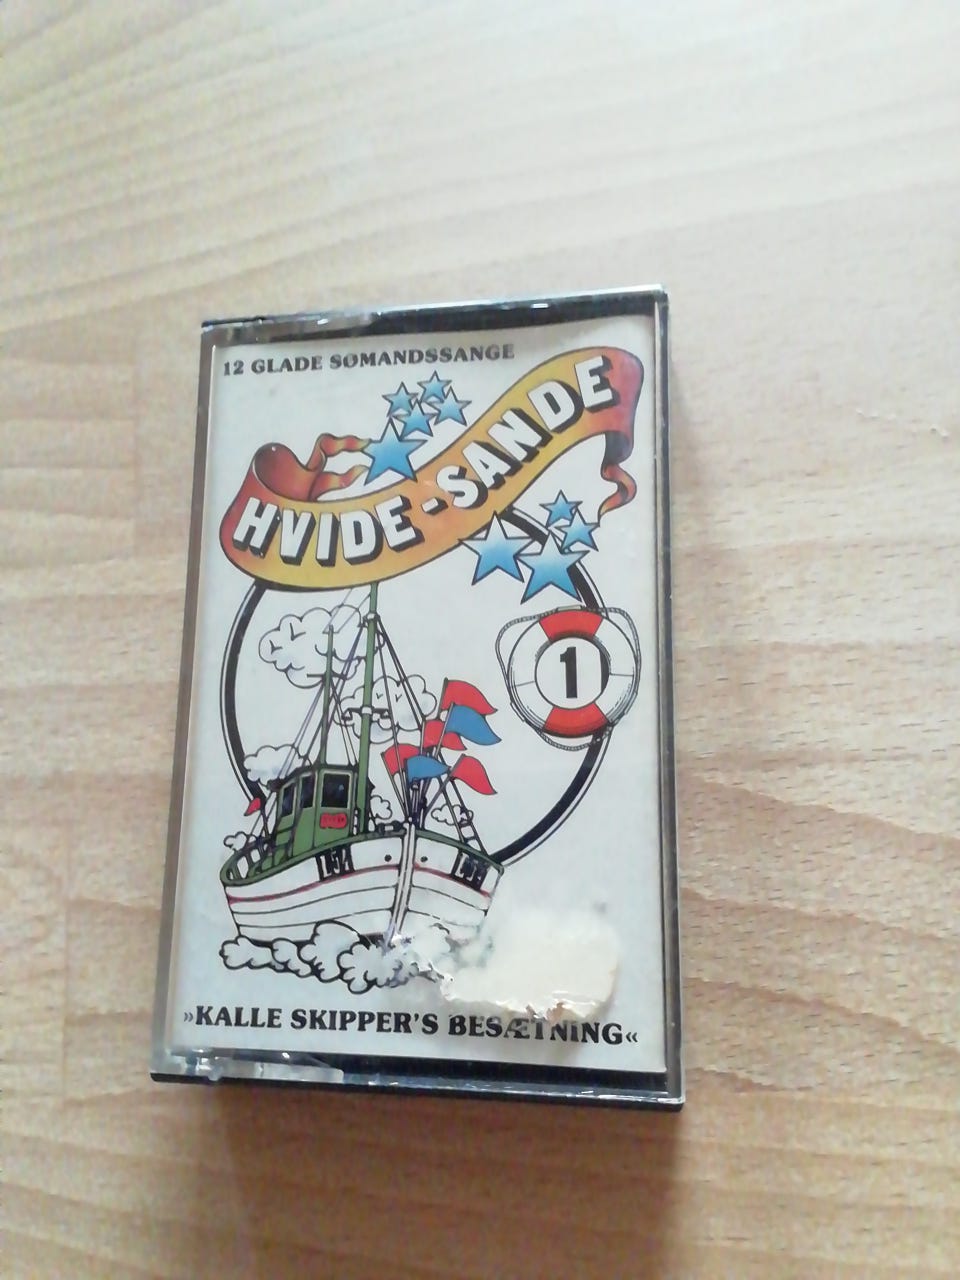 12 GLADE SØMANDSSANGE
HVIDE-SANDE
1
»KALLE SKIPPER'S BESÆTNING«